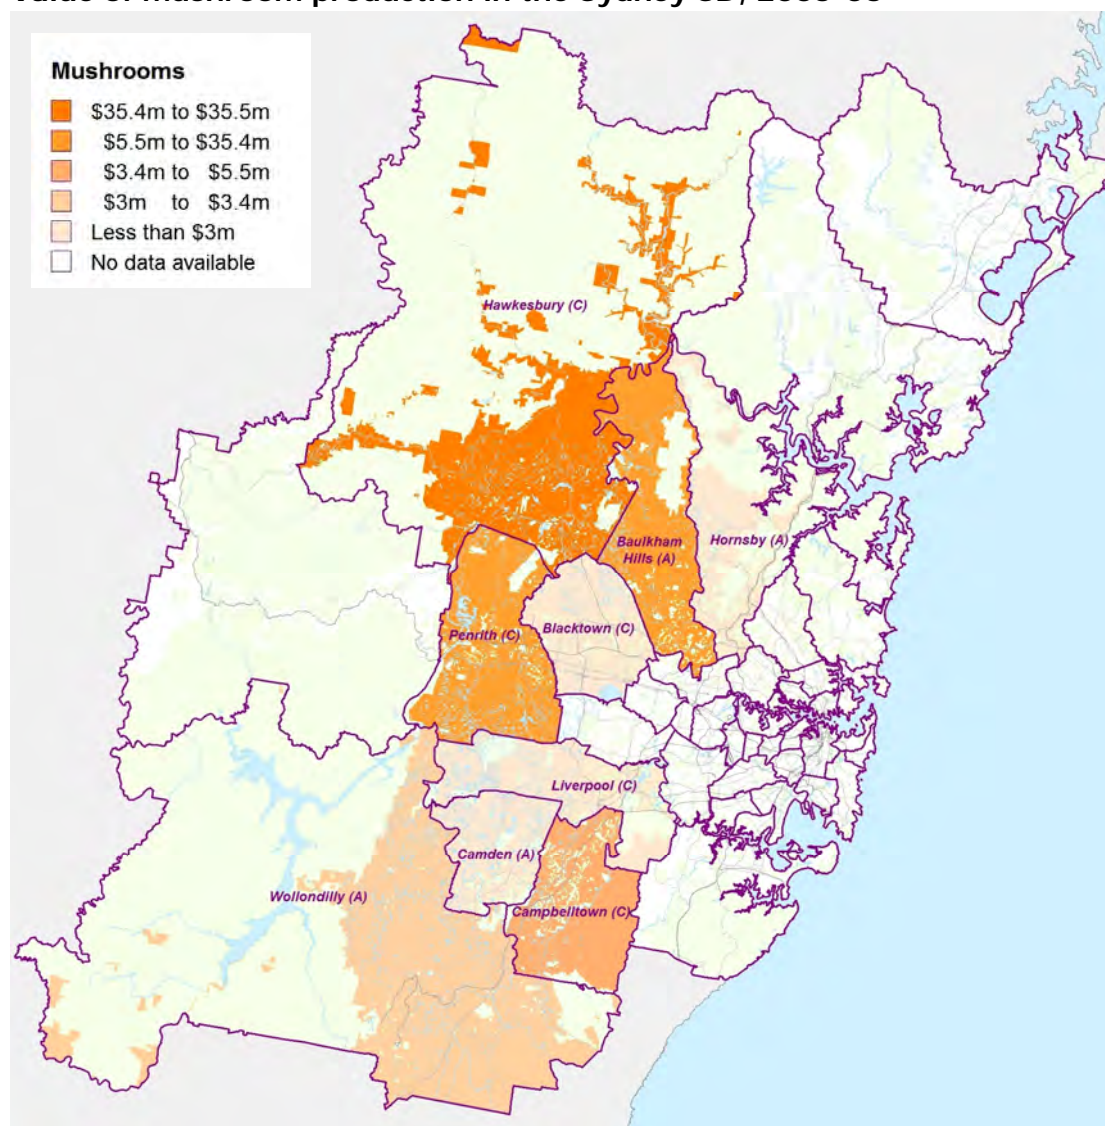 Mushrooms
$35.4m to $35.5m
$5.5m to $35.4m
$3.4m to $5.5m
$3m to $3.4m
Less than $3m
No data available
Hawkesbury (C)
Baulkham
Hills (A)
Hornsby (A)
Penrith (C)
Blacktown (C)
Liverpool (C)
Camden (A)
Wollondilly (A)
Campbelltown (C)